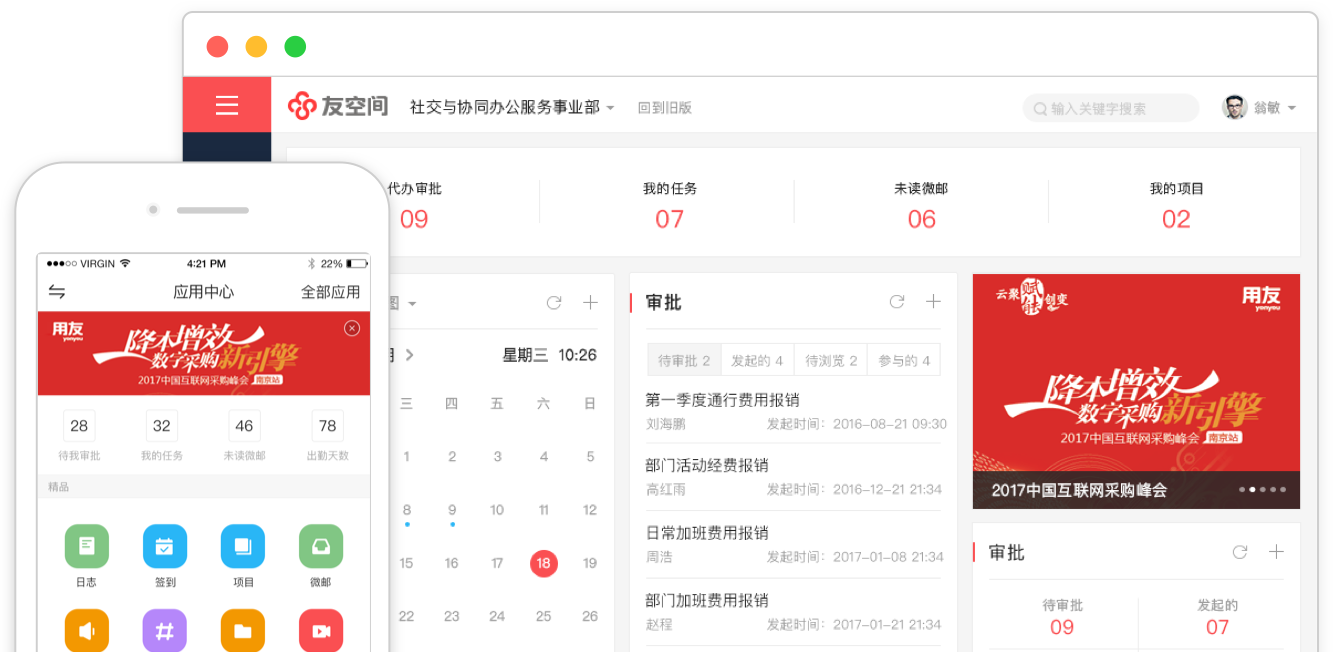 友空间 社交与协同办公服务事业部 回到旧版 输入关键字搜索 翁敏
代办审批 我的任务 未读微邮 我的项目
09 07 06 02
VIRGIN 4:21 PM 22%
应用中心 全部应用
用友
yonyou
降本增效
数字采购新引擎
2017中国互联网采购峰会 南京站
28 32 46 78
待我审批 我的任务 未读微邮 出勤天数
精品
日志 签到 项目 微邮
星期三 10:26
三 四 五 六 日
1 2 3 4 5
8 9 10 11 12
15 16 17 18 19
22 23 24 25 26
审批
待审批 2 发起的 4 待浏览 2 参与的 4
第一季度通行费用报销
刘海鹏 发起时间：2016-08-21 09:30
部门活动经费报销
高红雨 发起时间：2016-12-21 21:34
日常加班费用报销
周浩 发起时间：2017-01-08 21:34
部门加班费用报销
赵程 发起时间：2017-01-21 21:34
云聚 创变
用友
yonyou
降本增效
数字采购新引擎
2017中国互联网采购峰会 南京站
2017中国互联网采购峰会
审批
待审批 发起的
09 07